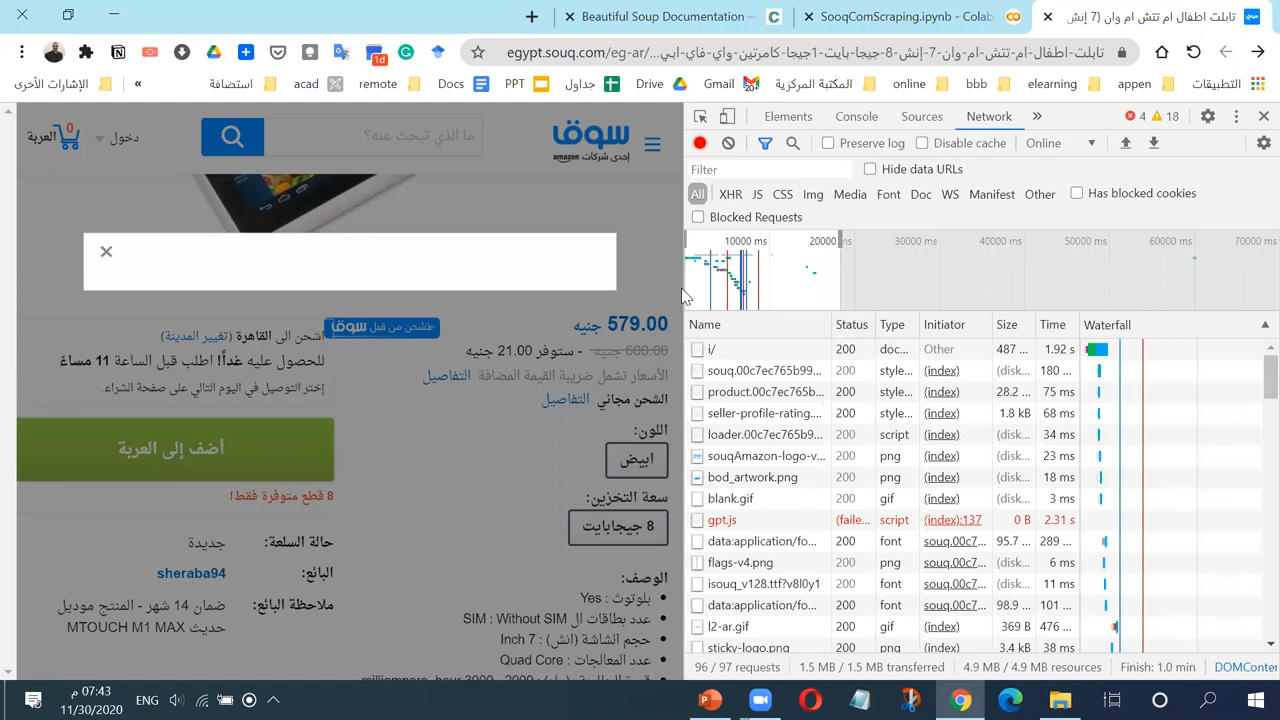 Beautiful Soup Documentation
SouqComScraping.ipynb - Colab
تابلت اطفال ام تتش ام وان (7 إنش
egypt.souq.com/eg-ar/...تابلت-اطفال-ام-تتش-ام-وان-7-إنش-8-جيجا
كاميرتين-واي-فاي-ابي
1d
التطبيقات
appen
elearning
bbb
online
المكتبة المركزية
Gmail
Drive
جداول
PPT
Docs
remote
acad
استضافة
«
الإشارات الأخرى
سوق
إحدى شركات amazon
ما الذي تبحث عنه؟
دخول
العربة
0
579.00 جنيه
600.00 جنيه - ستوفر 21.00 جنيه
الأسعار تشمل ضريبة القيمة المضافة التفاصيل
الشحن مجاني التفاصيل
اللون:
ابيض
سعة التخزين:
8 جيجابايت
الوصف:
بلوتوث : Yes
عدد بطاقات ال SIM : Without SIM
حجم الشاشة (انش) : 7 Inch
عدد المعالجات : Quad Core
يشحن من قبل سوق
اشحن الى القاهرة (تغيير المدينة)
للحصول عليه غداً! اطلب قبل الساعة 11 مساءً
إختر التوصيل في اليوم التالي على صفحة الشراء.
أضف إلى العربة
8 قطع متوفرة فقط!
حالة السلعة: جديدة
البائع: sheraba94
ملاحظة البائع: ضمان 14 شهر - المنتج موديل
حديث MTOUCH M1 MAX
Elements Console Sources Network » 4 18
Preserve log Disable cache Online
Filter Hide data URLs
All XHR JS CSS Img Media Font Doc WS Manifest Other Has blocked cookies
Blocked Requests
10000 ms 20000 ms 30000 ms 40000 ms 50000 ms 60000 ms 70000 ms
Name Status Type Initiator Size Time Waterfall
i/ 200 doc... Other 487 ... 1.92 s
souq.00c7ec765b99... 200 style... (index) (disk... 180 ...
product.00c7ec765b... 200 style... (index) 28.2 ... 75 ms
seller-profile-rating.... 200 style... (index) 1.8 kB 68 ms
loader.00c7ec765b9... 200 script (index) (disk... 34 ms
souqAmazon-logo-v... 200 png (index) (disk... 23 ms
bod_artwork.png 200 png (index) (disk... 18 ms
blank.gif 200 gif (index) (disk... 3 ms
gpt.js (faile... script (index):137 0 B 2.31 s
data:application/fo... 200 font souq.00c7... 95.7 ... 289 ...
flags-v4.png 200 png souq.00c7... (disk... 6 ms
isouq_v128.ttf?v8l0y1 200 font souq.00c7... (disk... 11 ms
data:application/fo... 200 font souq.00c7... 98.9 ... 101 ...
l2-ar.gif 200 gif souq.00c7... 369 B 476 ...
sticky-logo.png 200 png souq.00c7... 3.4 kB 38 ms
96 / 97 requests 1.5 MB / 1.5 MB transferred 4.9 MB / 4.9 MB resources Finish: 1.0 min DOMConter
07:43 م
11/30/2020
ENG